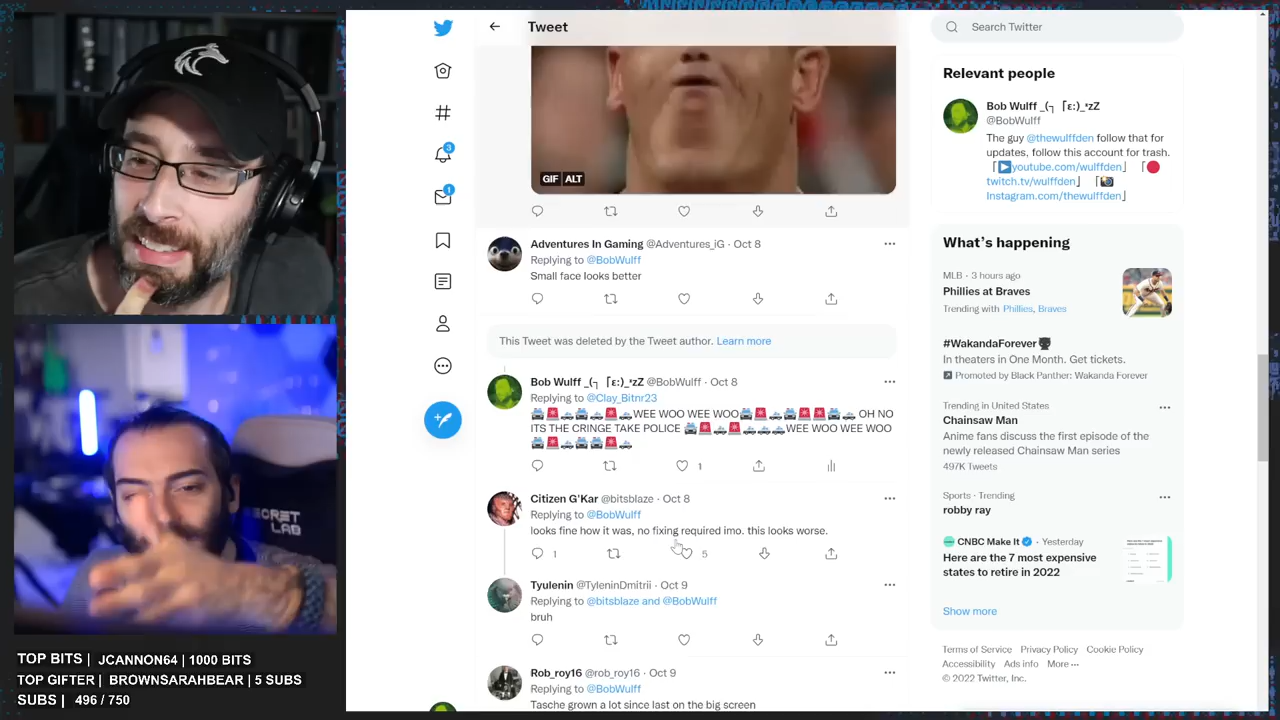 Tweet
GIF ALT
Adventures In Gaming @Adventures_iG · Oct 8
Replying to @BobWulff
Small face looks better
This Tweet was deleted by the Tweet author. Learn more
Bob Wulff _(┐「ε:)_ᶻzZ @BobWulff · Oct 8
Replying to @Clay_Bitnr23
🚔🚨🚓🚔🚓🚨🚓WEE WOO WEE WOO🚔🚨🚓🚔🚨🚨🚔🚓 OH NO
ITS THE CRINGE TAKE POLICE 🚔🚨🚓🚨🚓🚓🚓WEE WOO WEE WOO
🚔🚨🚓🚔🚔🚨🚓
1
Citizen G'Kar @bitsblaze · Oct 8
Replying to @BobWulff
looks fine how it was, no fixing required imo. this looks worse.
1 5
Tyulenin @TyleninDmitrii · Oct 9
Replying to @bitsblaze and @BobWulff
bruh
Rob_roy16 @rob_roy16 · Oct 9
Replying to @BobWulff
Tasche grown a lot since last on the big screen
3
1
Search Twitter
Relevant people
Bob Wulff _(┐「ε:)_ᶻzZ
@BobWulff
The guy @thewulffden follow that for
updates, follow this account for trash.
「▶youtube.com/wulffden」 「🔴
twitch.tv/wulffden」 「📸
Instagram.com/thewulffden」
What's happening
MLB · 3 hours ago
Phillies at Braves
Trending with Phillies, Braves
#WakandaForever
In theaters in One Month. Get tickets.
Promoted by Black Panther: Wakanda Forever
Trending in United States
Chainsaw Man
Anime fans discuss the first episode of the
newly released Chainsaw Man series
497K Tweets
Sports · Trending
robby ray
CNBC Make It · Yesterday
Here are the 7 most expensive
states to retire in 2022
Show more
Terms of Service Privacy Policy Cookie Policy
Accessibility Ads info More ···
© 2022 Twitter, Inc.
CRET
LAB
TOP BITS | JCANNON64 | 1000 BITS
TOP GIFTER | BROWNSARAHBEAR | 5 SUBS
SUBS | 496 / 750